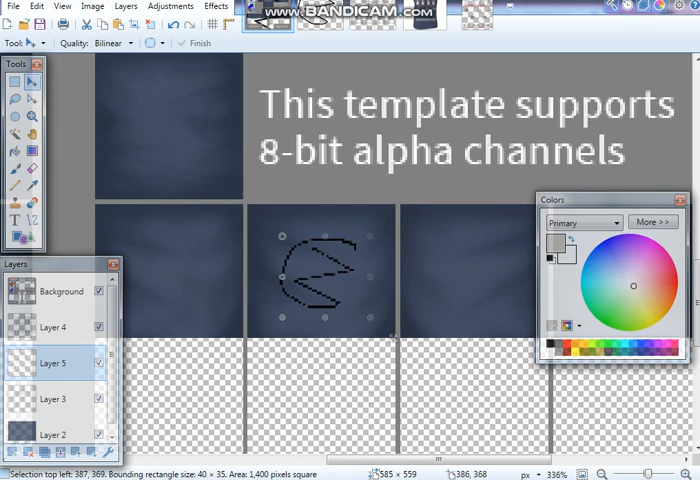 File Edit View Image Layers Adjustments Effects
www.BANDICAM.com
Tool: Quality: Bilinear Finish
Tools
This template supports
8-bit alpha channels
Colors
Primary More >>
Layers
Background
Layer 4
Layer 5
Layer 3
Layer 2
Selection top left: 387, 369. Bounding rectangle size: 40 × 35. Area: 1,400 pixels square 585 × 559 386, 368 px 336%